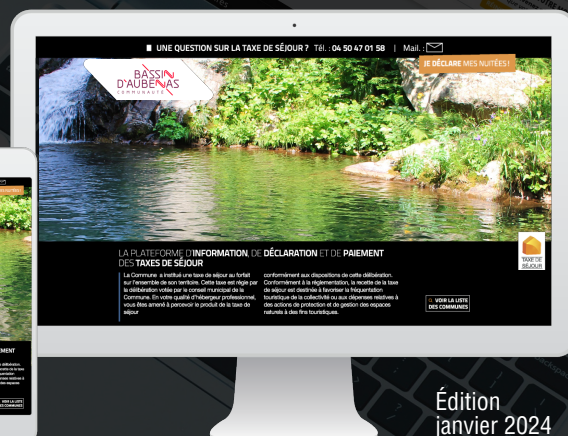 UNE QUESTION SUR LA TAXE DE SÉJOUR ? Tél. : 04 50 47 01 58 | Mail. :
JE DÉCLARE MES NUITÉES !
BASSIN
D'AUBENAS
COMMUNAUTÉ
LA PLATEFORME D'INFORMATION, DE DÉCLARATION ET DE PAIEMENT
DES TAXES DE SÉJOUR
La Commune a institué une taxe de séjour au forfait
sur l'ensemble de son territoire. Cette taxe est régie par
la délibération votée par le conseil municipal de la
Commune. En votre qualité d'hébergeur professionnel,
vous êtes amené à percevoir le produit de la taxe de
séjour
conformément aux dispositions de cette délibération.
Conformément à la réglementation, la recette de la taxe
de séjour est destinée à favoriser la fréquentation
touristique de la collectivité ou aux dépenses relatives à
des actions de protection et de gestion des espaces
naturels à des fins touristiques.
TAXE DE
SÉJOUR
VOIR LA LISTE
DES COMMUNES
VOIR LA LISTE
DES COMMUNES
Édition
janvier 2024